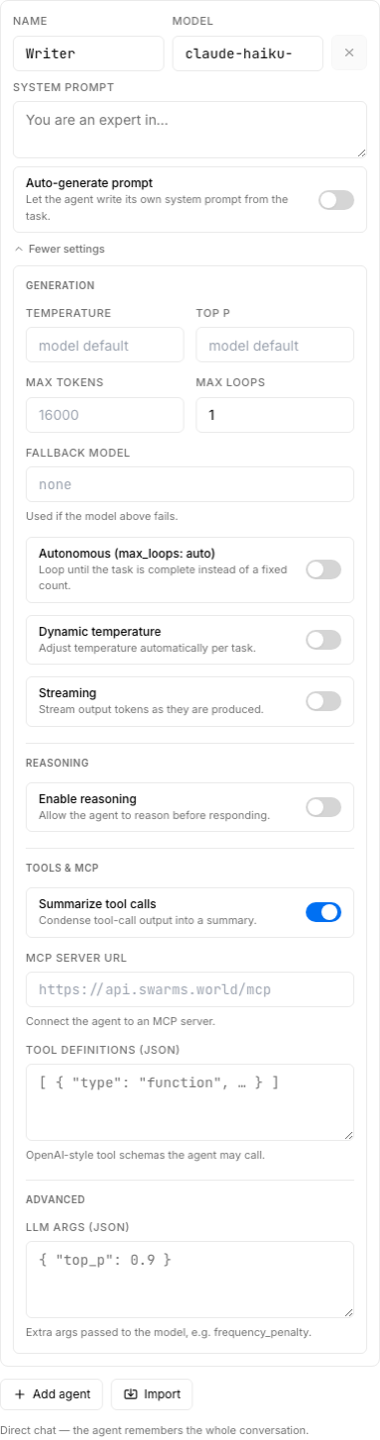 NAME MODEL
Writer claude-haiku-
SYSTEM PROMPT
You are an expert in...
Auto-generate prompt
Let the agent write its own system prompt from the
task.
Fewer settings
GENERATION
TEMPERATURE TOP P
model default model default
MAX TOKENS MAX LOOPS
16000 1
FALLBACK MODEL
none
Used if the model above fails.
Autonomous (max_loops: auto)
Loop until the task is complete instead of a fixed
count.
Dynamic temperature
Adjust temperature automatically per task.
Streaming
Stream output tokens as they are produced.
REASONING
Enable reasoning
Allow the agent to reason before responding.
TOOLS & MCP
Summarize tool calls
Condense tool-call output into a summary.
MCP SERVER URL
https://api.swarms.world/mcp
Connect the agent to an MCP server.
TOOL DEFINITIONS (JSON)
[ { "type": "function", … } ]
OpenAI-style tool schemas the agent may call.
ADVANCED
LLM ARGS (JSON)
{ "top_p": 0.9 }
Extra args passed to the model, e.g. frequency_penalty.
+ Add agent Import
Direct chat — the agent remembers the whole conversation.